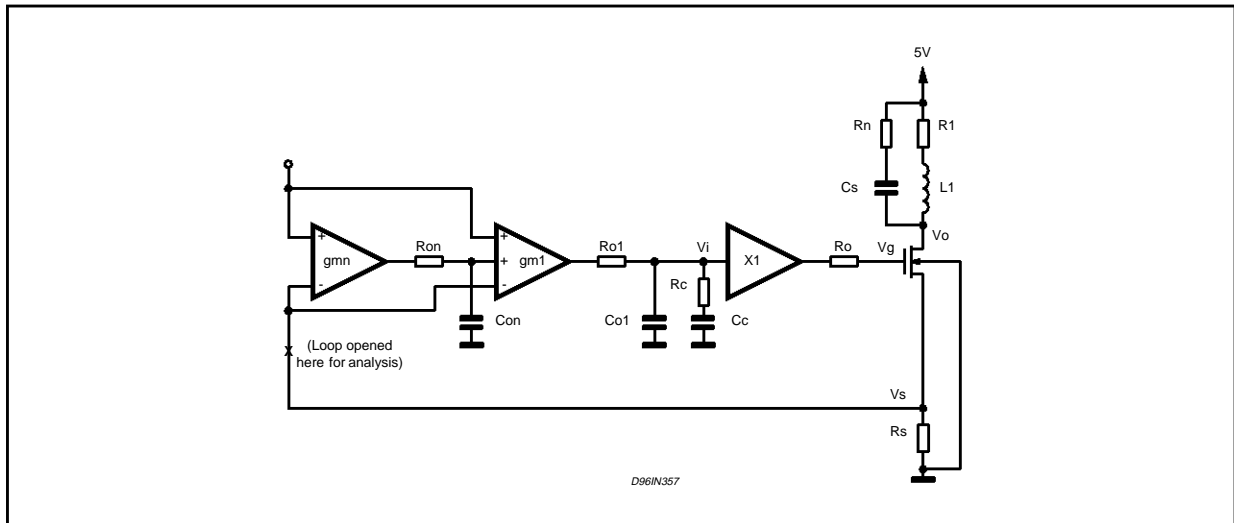 5V
Rn
R1
Cs
L1
Vo
+
gmn
-
Ron
+
+
gm1
-
Ro1
Vi
X1
Ro
Vg
Rc
Con
Co1
Cc
(Loop opened
here for analysis)
x
Vs
Rs
D96IN357